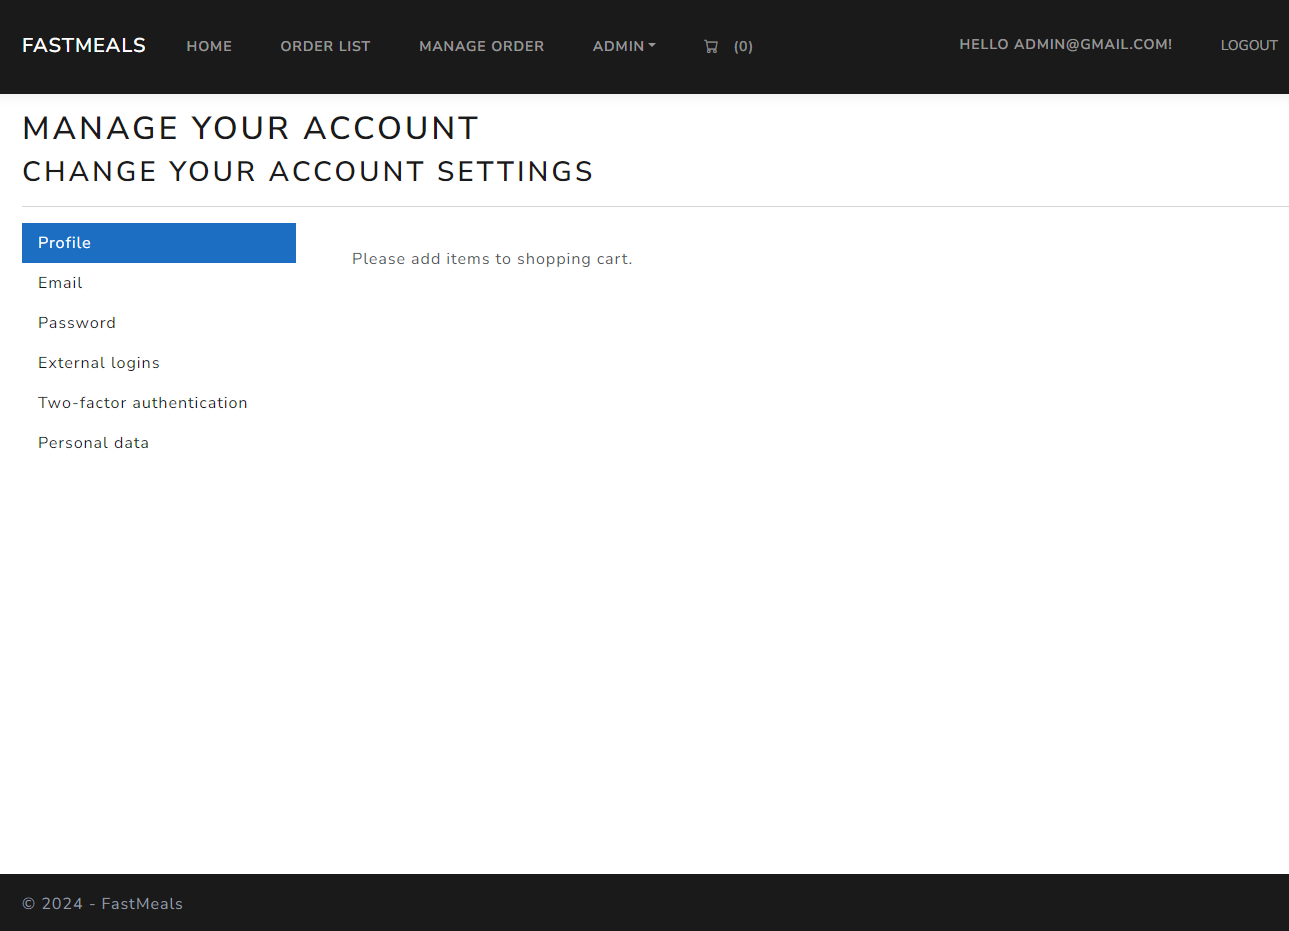 FASTMEALS HOME ORDER LIST MANAGE ORDER ADMIN (0) HELLO ADMIN@GMAIL.COM! LOGOUT
MANAGE YOUR ACCOUNT
CHANGE YOUR ACCOUNT SETTINGS
Profile
Email
Password
External logins
Two-factor authentication
Personal data
Please add items to shopping cart.
© 2024 - FastMeals